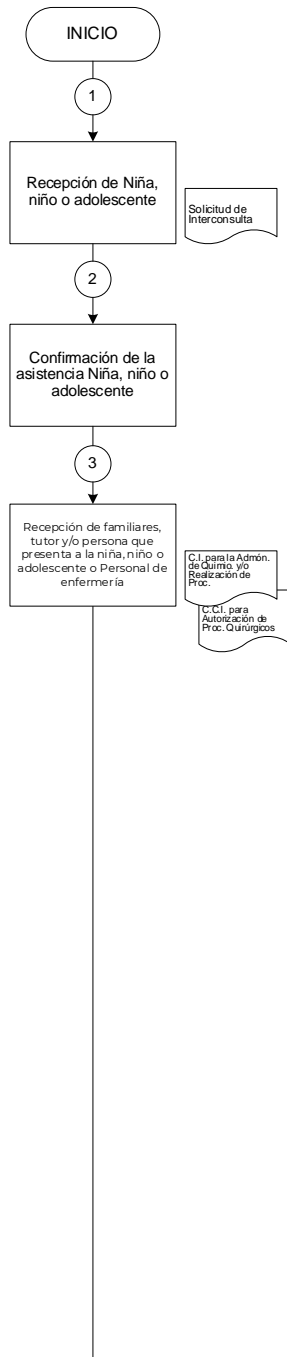 INICIO
1
Recepción de Niña,
niño o adolescente
Solicitud de
Interconsulta
2
Confirmación de la
asistencia Niña, niño o
adolescente
3
Recepción de familiares,
tutor y/o persona que
presenta a la niña, niño o
adolescente o Personal de
enfermería
C.I. para la Admón.
de Quimio. y/o
Realización de
Proc.
C.C.I. para
Autorización de
Proc. Quirúrgicos